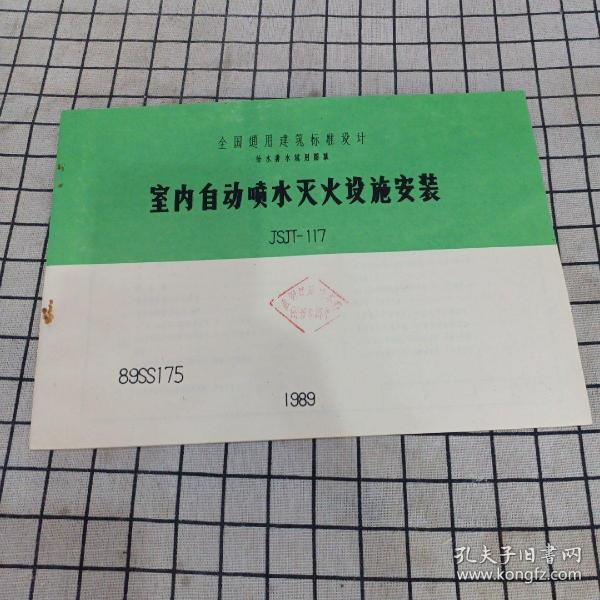 全国通用建筑标准设计
给水排水试用图集
室内自动喷水灭火设施安装
JSJT-117
89SS175
1989
孔夫子旧书网
www.kongfz.com